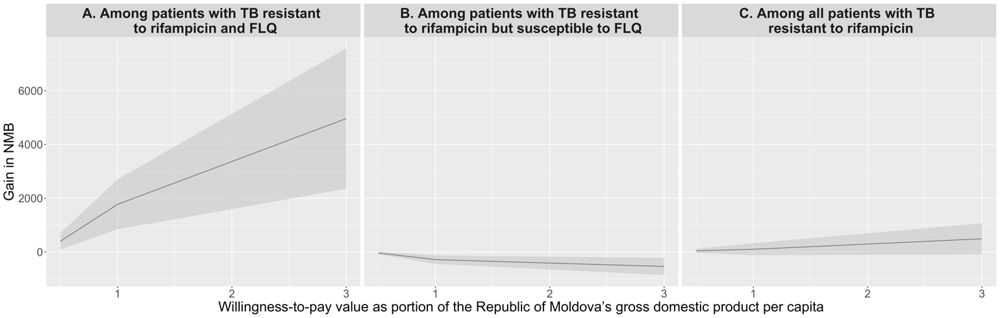 A. Among patients with TB resistant
to rifampicin and FLQ
B. Among patients with TB resistant
to rifampicin but susceptible to FLQ
C. Among all patients with TB
resistant to rifampicin
Gain in NMB
6000
4000
2000
0
1 2 3
1 2 3
1 2 3
Willingness-to-pay value as portion of the Republic of Moldova’s gross domestic product per capita